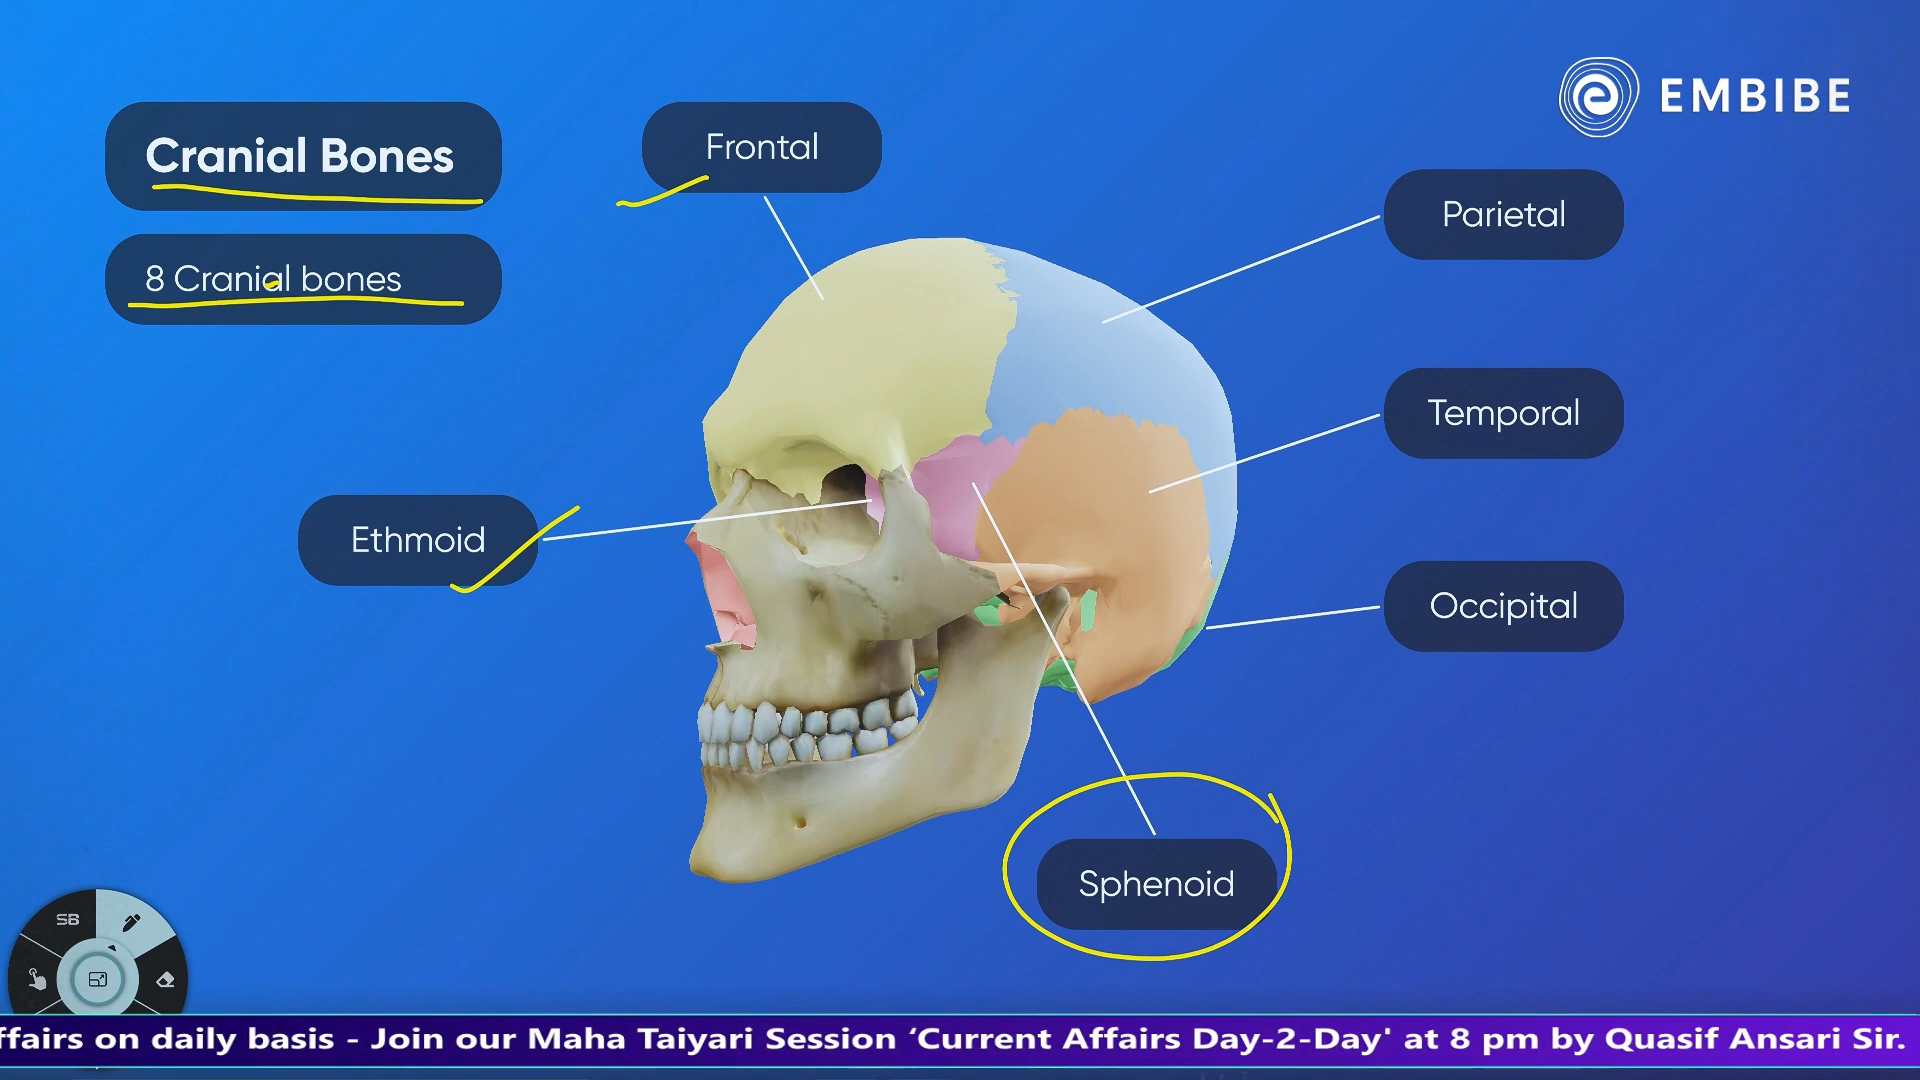 EMBIBE
Cranial Bones
8 Cranial bones
Frontal
Parietal
Temporal
Ethmoid
Occipital
Sphenoid
SB
ffairs on daily basis - Join our Maha Taiyari Session ‘Current Affairs Day-2-Day' at 8 pm by Quasif Ansari Sir.